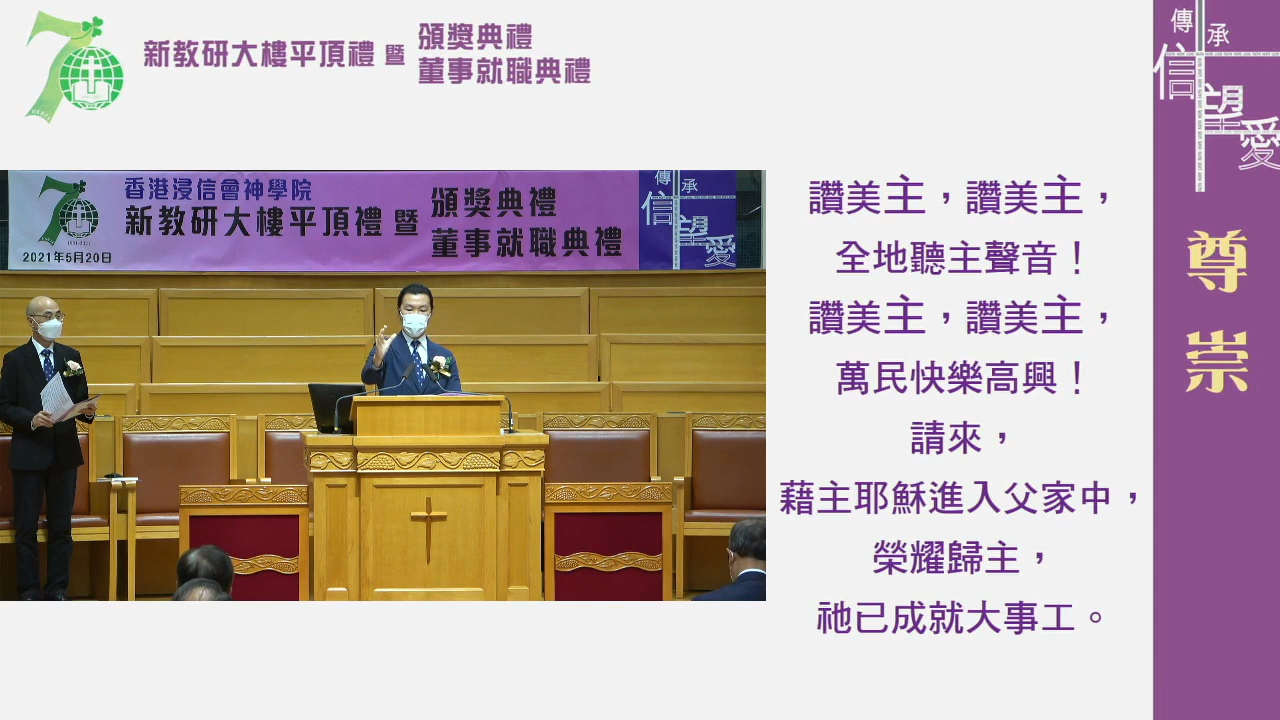 新教研大樓平頂禮 暨
頒獎典禮
董事就職典禮
傳承
信望愛
香港浸信會神學院
新教研大樓平頂禮 暨
頒獎典禮
董事就職典禮
2021年5月20日
傳承
信望愛
讚美主，讚美主，
全地聽主聲音！
讚美主，讚美主，
萬民快樂高興！
請來，
藉主耶穌進入父家中，
榮耀歸主，
祂已成就大事工。
尊崇